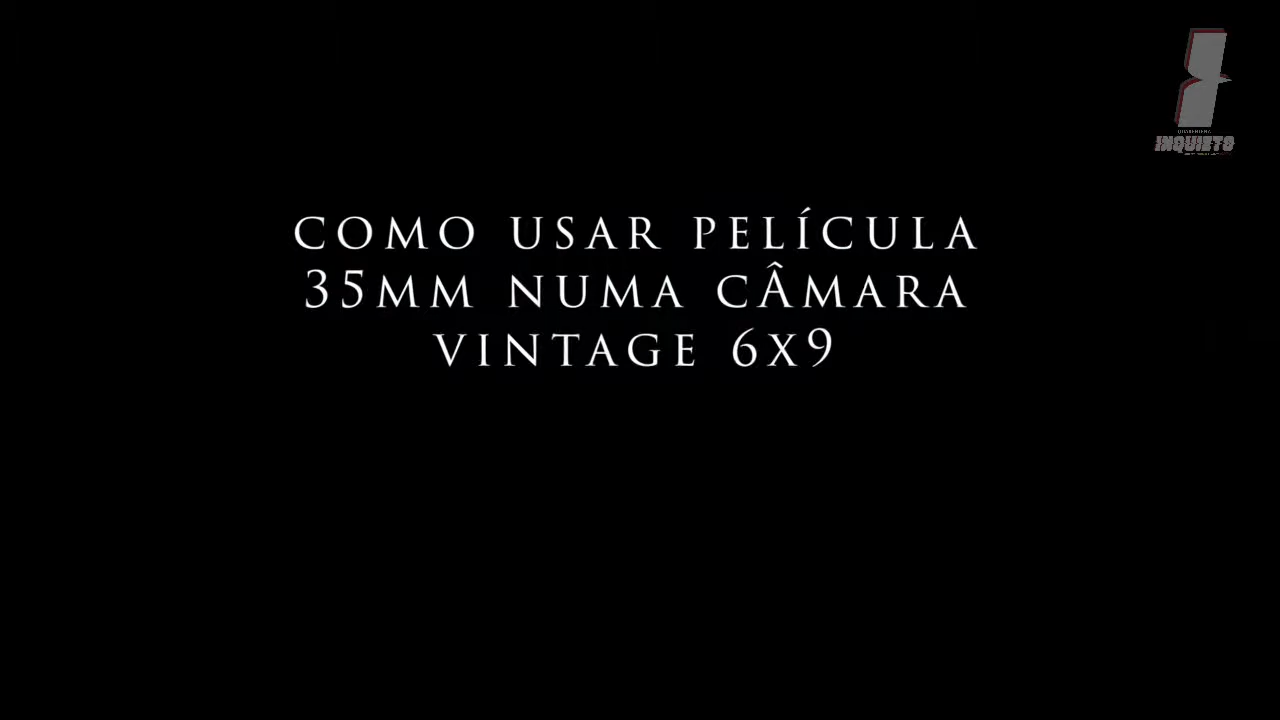 COMO USAR PELÍCULA
35MM NUMA CÂMARA
VINTAGE 6X9
INQUIETO